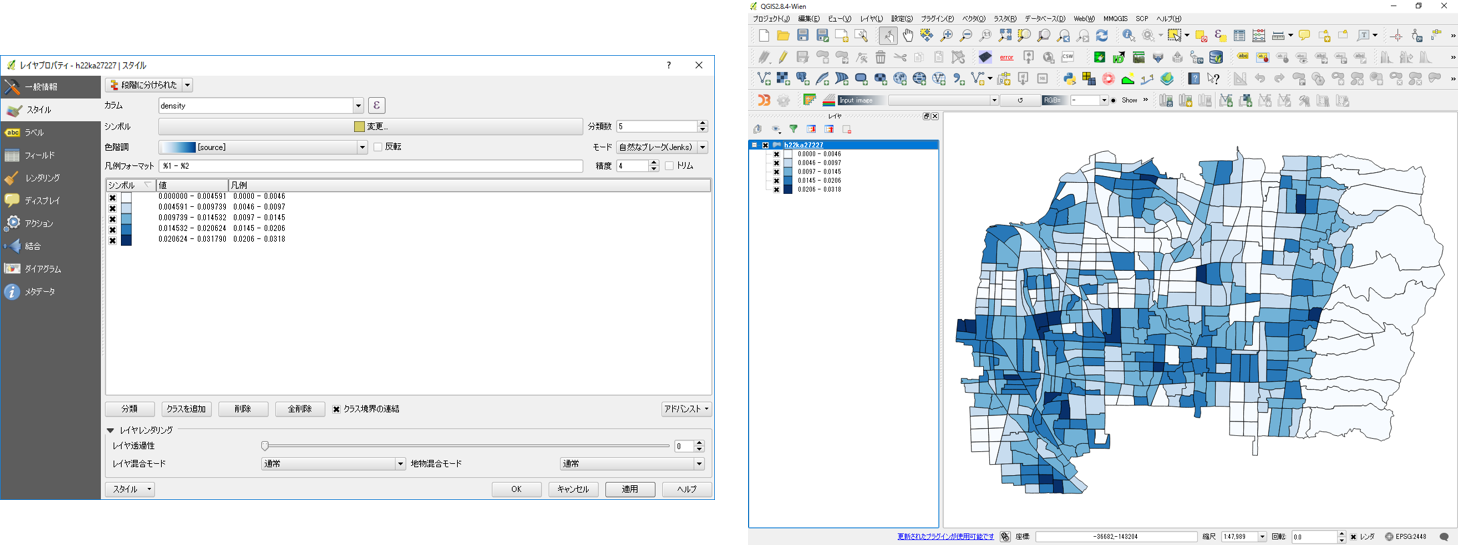 レイヤプロパティ - h22ka27227 | スタイル
一般情報
スタイル
ラベル
フィールド
レンダリング
ディスプレイ
アクション
結合
ダイアグラム
メタデータ
段階に分けられた
カラム density ε
シンボル 変更... 分類数 5
色階調 [source] 反転 モード 自然なブレーク(Jenks)
凡例フォーマット %1 - %2 精度 4 トリム
シンボル 値 凡例
0.000000 - 0.004591 0.0000 - 0.0046
0.004591 - 0.009739 0.0046 - 0.0097
0.009739 - 0.014532 0.0097 - 0.0145
0.014532 - 0.020624 0.0145 - 0.0206
0.020624 - 0.031790 0.0206 - 0.0318
分類 クラスを追加 削除 全削除 クラス境界の連結 アドバンスト
レイヤレンダリング
レイヤ透過性 0
レイヤ混合モード 通常 地物混合モード 通常
スタイル OK キャンセル 適用 ヘルプ
QGIS2.8.4-Wien
プロジェクト(J) 編集(E) ビュー(V) レイヤ(L) 設定(S) プラグイン(P) ベクタ(O) ラスタ(R) データベース(D) Web(W) MMQGIS SCP ヘルプ(H)
error CSW
Input image RGB= - Show
レイヤ
h22ka27227
0.0000 - 0.0046
0.0046 - 0.0097
0.0097 - 0.0145
0.0145 - 0.0206
0.0206 - 0.0318
更新されたプラグインが使用可能です 座標: -36682,-143204 縮尺 1:47,989 回転: 0.0 レンダ EPSG:2448